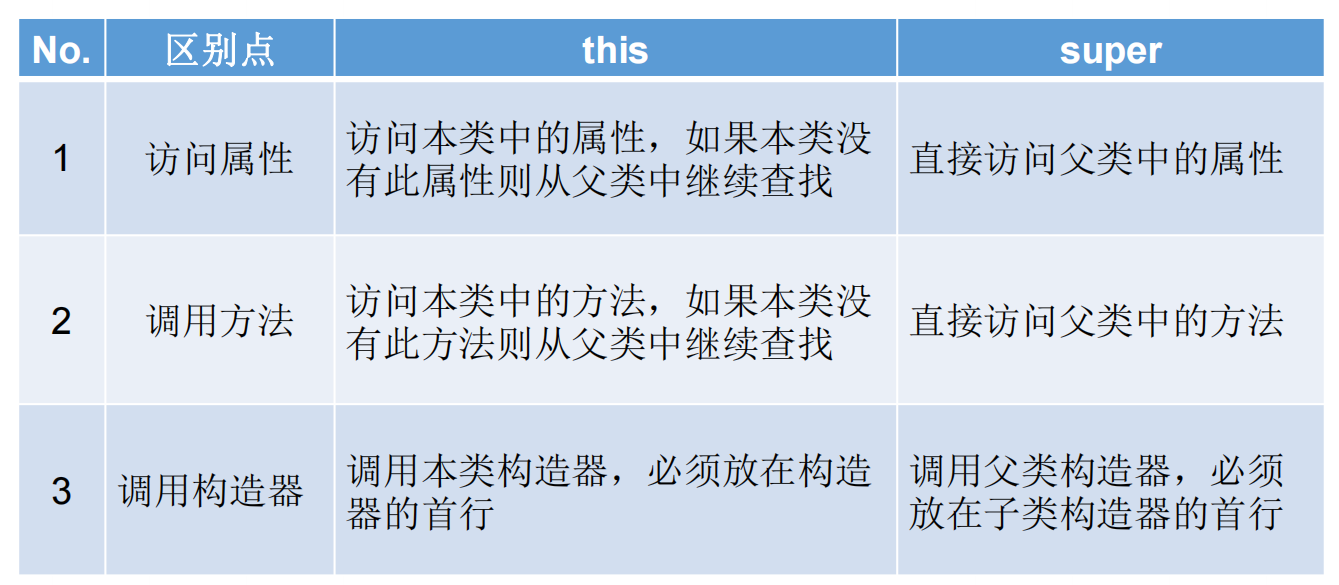 No. 区别点 this super
1 访问属性 访问本类中的属性，如果本类没
有此属性则从父类中继续查找 直接访问父类中的属性
2 调用方法 访问本类中的方法，如果本类没
有此方法则从父类中继续查找 直接访问父类中的方法
3 调用构造器 调用本类构造器，必须放在构造
器的首行 调用父类构造器，必须
放在子类构造器的首行